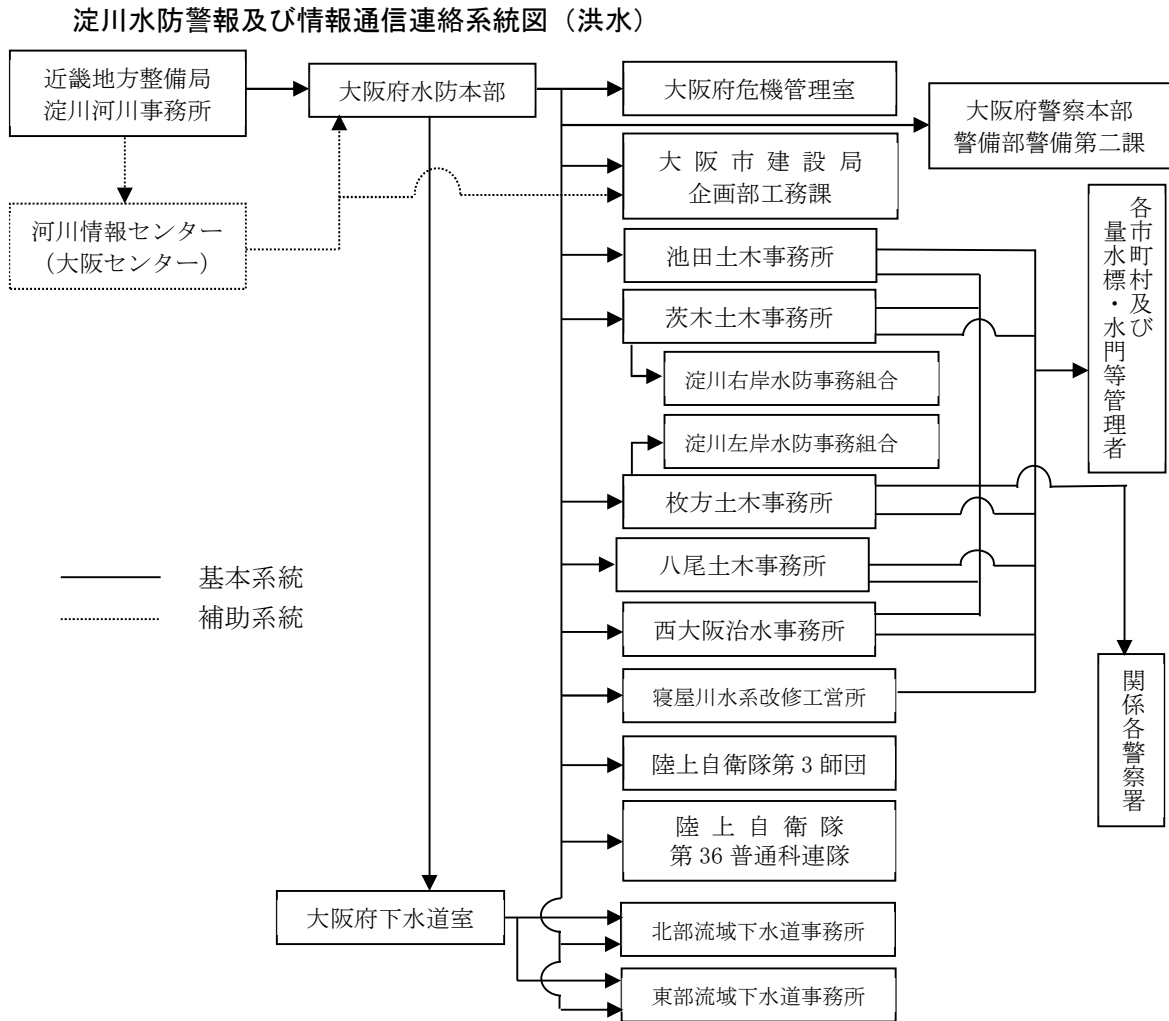 淀川水防警報及び情報通信連絡系統図（洪水）
近畿地方整備局
淀川河川事務所
大阪府水防本部
大阪府危機管理室
大阪府警察本部
警備部警備第二課
大阪市建設局
企画部工務課
河川情報センター
（大阪センター）
各市町村及び
量水標・水門等管理者
池田土木事務所
茨木土木事務所
淀川右岸水防事務組合
淀川左岸水防事務組合
枚方土木事務所
八尾土木事務所
基本系統
補助系統
西大阪治水事務所
寝屋川水系改修工営所
関係各警察署
陸上自衛隊第3師団
陸上自衛隊
第36普通科連隊
大阪府下水道室
北部流域下水道事務所
東部流域下水道事務所